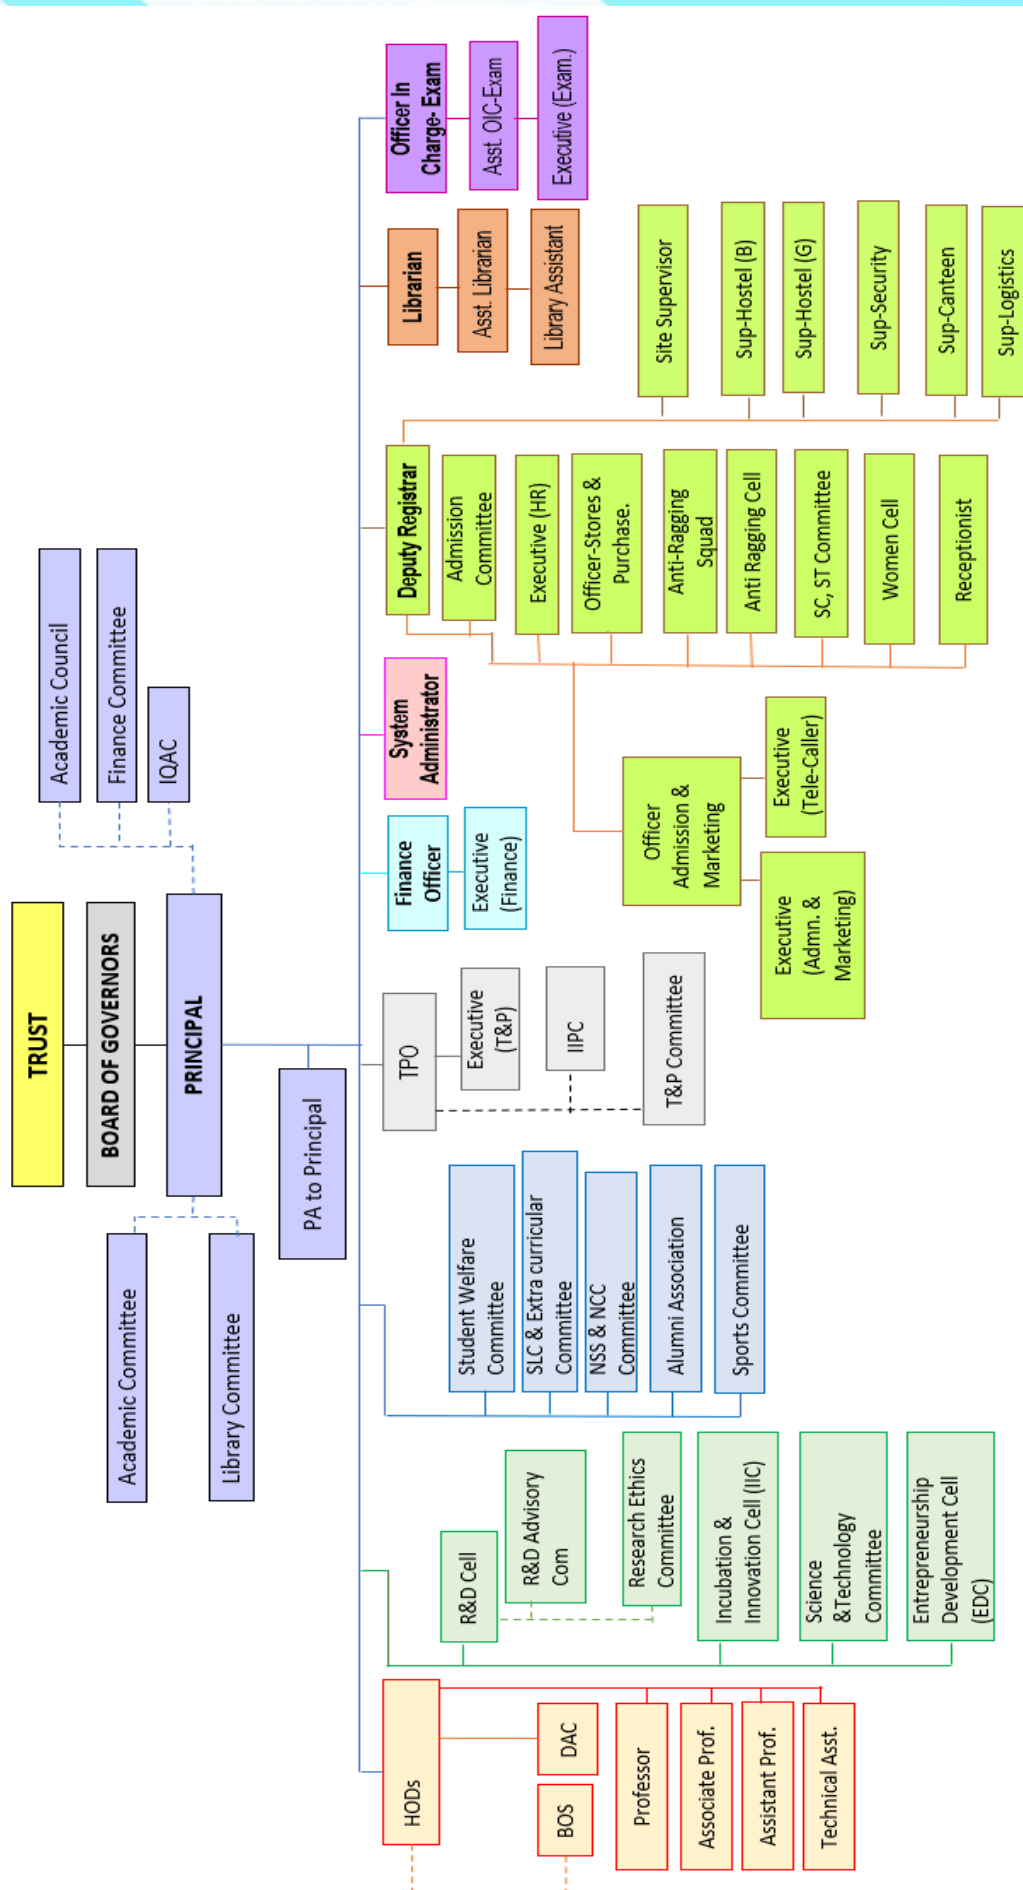 TRUST
BOARD OF GOVERNORS
PRINCIPAL
Academic Committee
Library Committee
Academic Council
Finance Committee
IQAC
PA to Principal
HODs
BOS
DAC
Professor
Associate Prof.
Assistant Prof.
Technical Asst.
R&D Cell
R&D Advisory
Com
Research Ethics
Committee
Incubation &
Innovation Cell (IIC)
Science
&Technology
Committee
Entrepreneurship
Development Cell
(EDC)
Student Welfare
Committee
SLC & Extra curricular
Committee
NSS & NCC
Committee
Alumni Association
Sports Committee
TPO
Executive
(T&P)
IIPC
T&P Committee
Finance
Officer
Executive
(Finance)
System
Administrator
Deputy Registrar
Admission
Committee
Executive (HR)
Officer-Stores &
Purchase.
Anti-Ragging
Squad
Anti Ragging Cell
SC, ST Committee
Women Cell
Receptionist
Officer
Admission &
Marketing
Executive
(Admn. &
Marketing)
Executive
(Tele-Caller)
Site Supervisor
Sup-Hostel (B)
Sup-Hostel (G)
Sup-Security
Sup-Canteen
Sup-Logistics
Librarian
Asst. Librarian
Library Assistant
Officer In
Charge- Exam
Asst. OIC-Exam
Executive (Exam.)